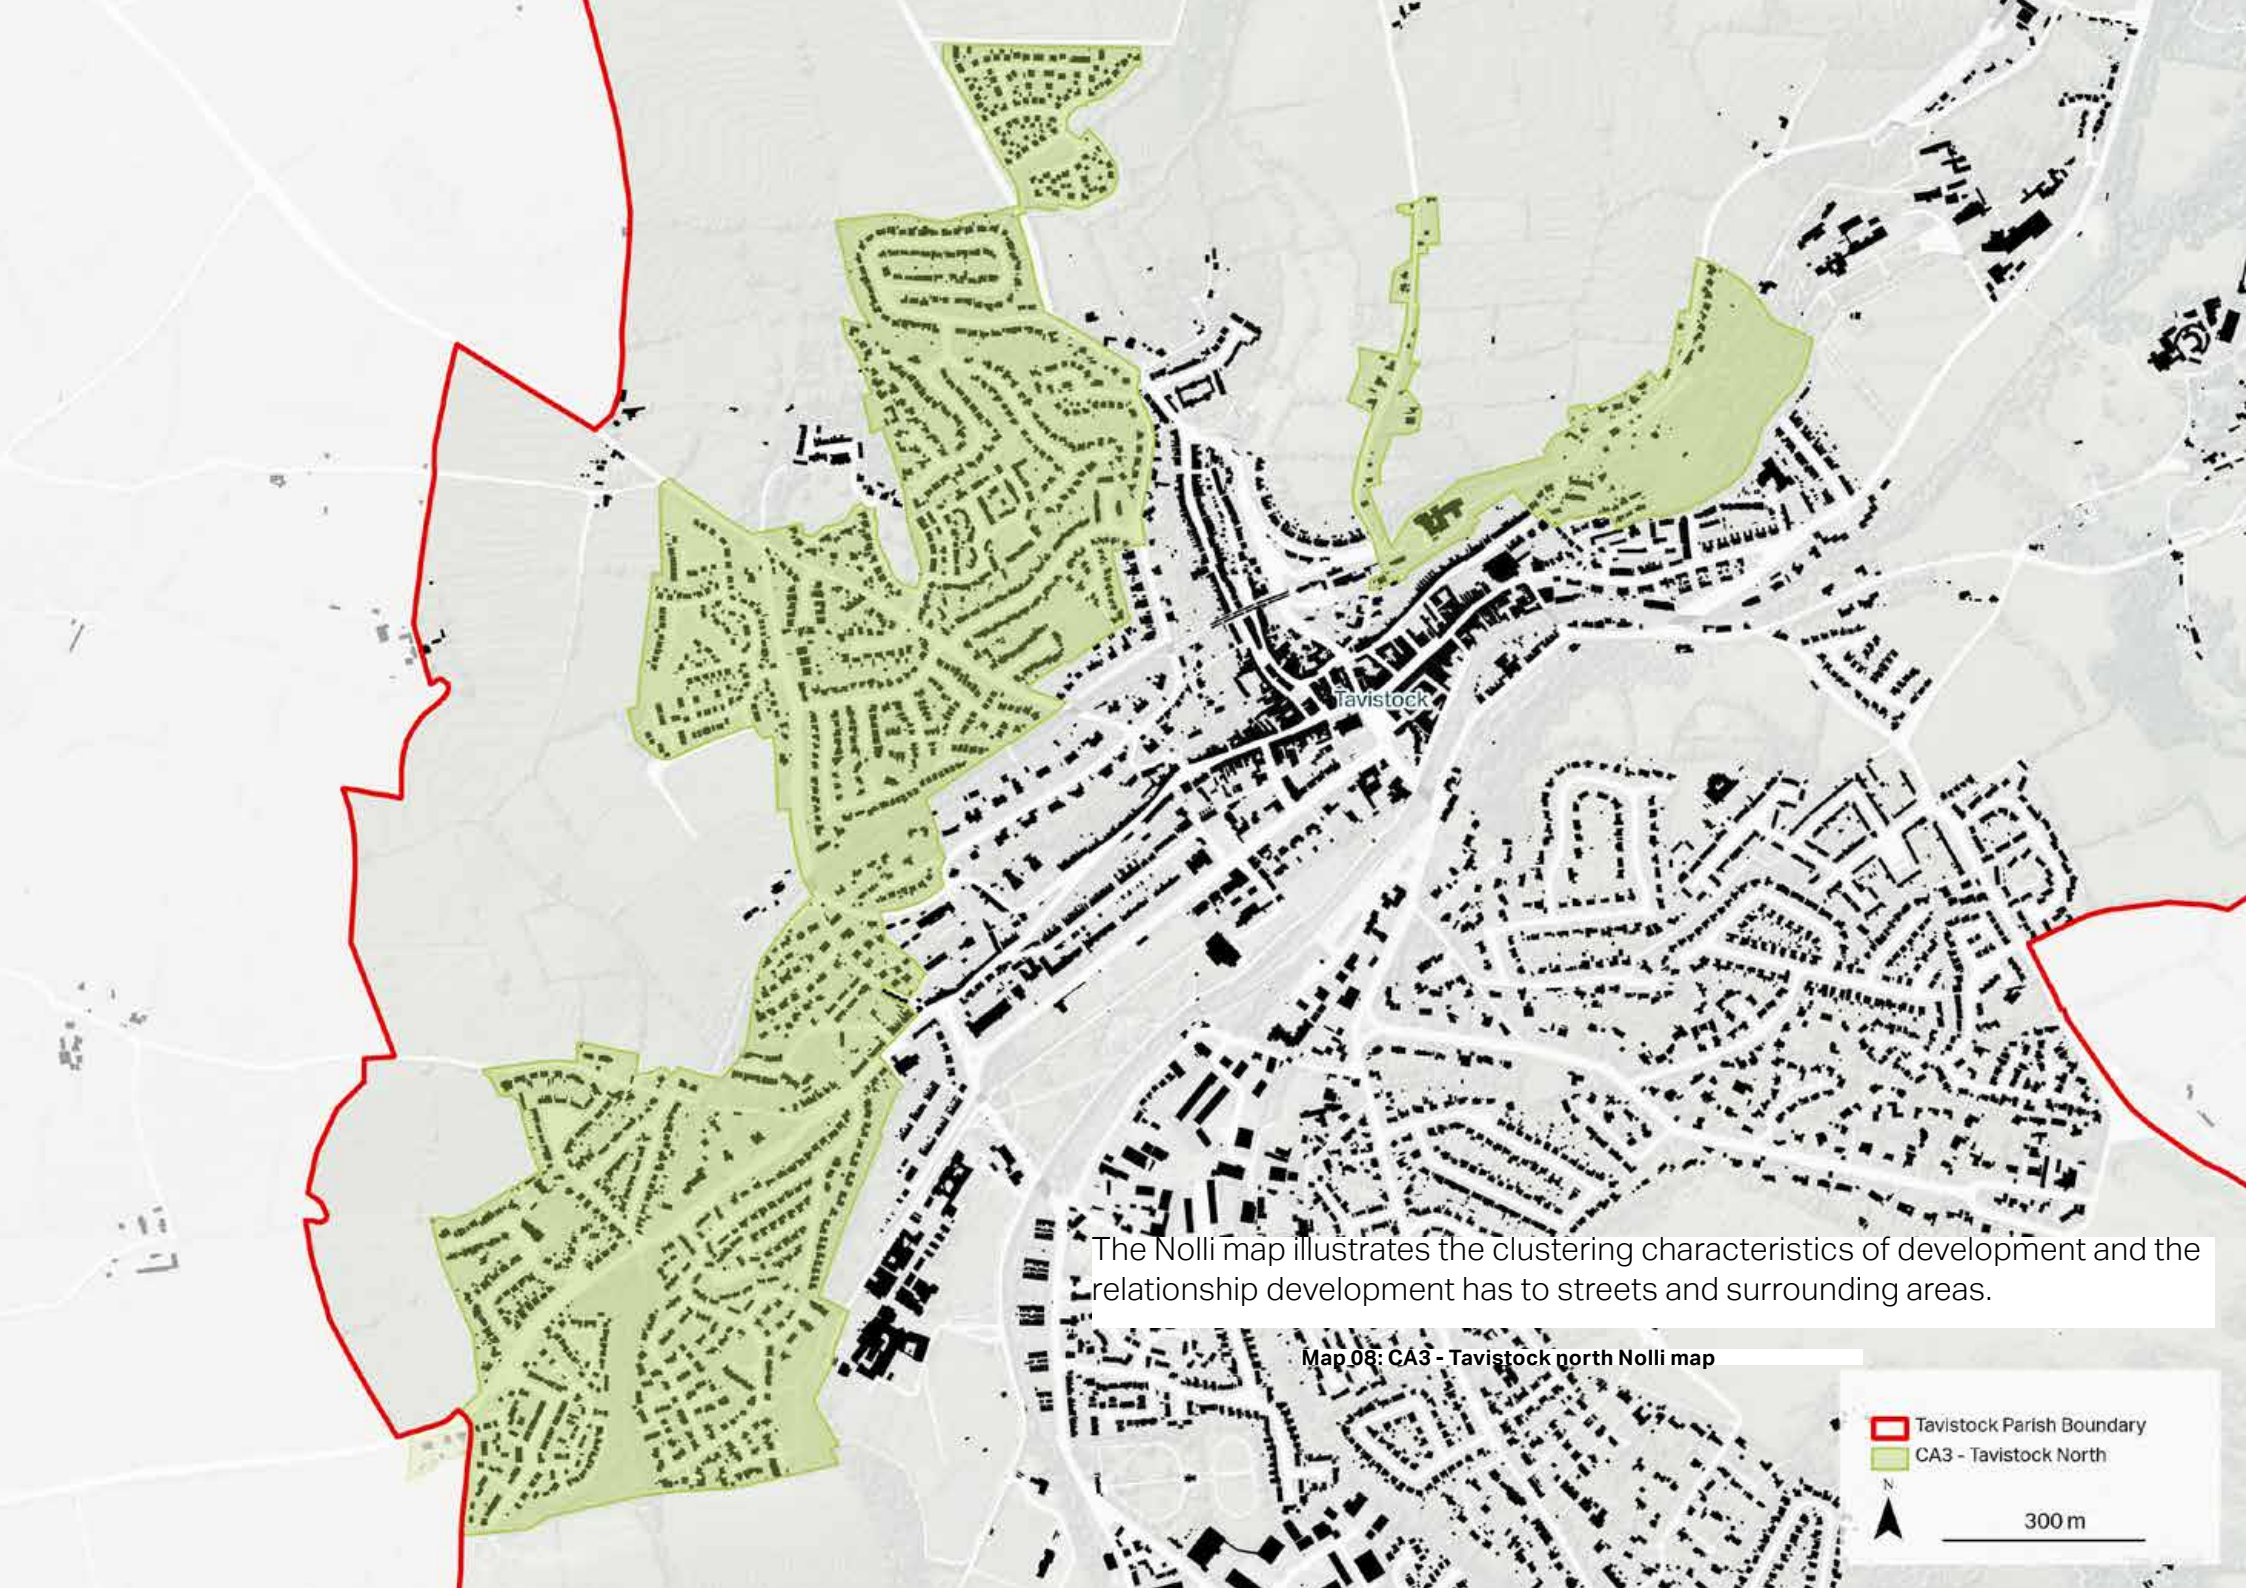 Tavistock
The Nolli map illustrates the clustering characteristics of development and the
relationship development has to streets and surrounding areas.
Map 08: CA3 - Tavistock north Nolli map
Tavistock Parish Boundary
CA3 - Tavistock North
N
300 m